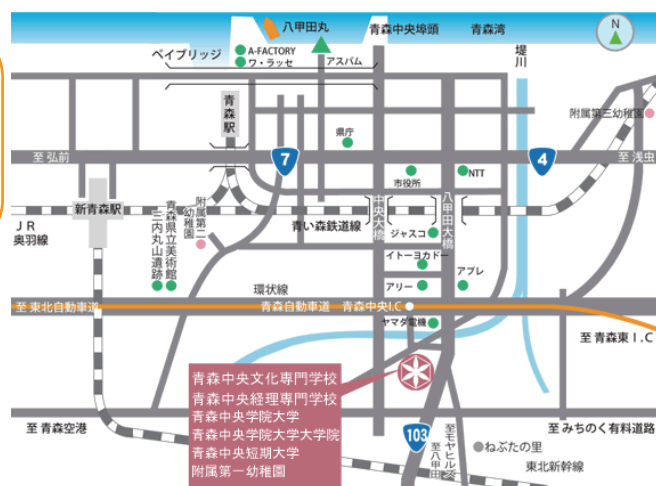 八甲田丸
青森中央埠頭
青森湾
N
ベイブリッジ
A-FACTORY
ワ・ラッセ
アスパム
堤川
青森駅
県庁
附属第三幼稚園
至 弘前
7
4
至 浅虫
市役所
NTT
新青森駅
中央大橋
八甲田大橋
JR
奥羽線
三内丸山遺跡
青森県立美術館
附属第二
幼稚園
青い森鉄道線
ジャスコ
イトーヨカドー
アリー
アプレ
環状線
至 東北自動車道
青森自動車道
青森中央I.C
ヤマダ電機
至 青森東 I.C
青森中央文化専門学校
青森中央経理専門学校
青森中央学院大学
青森中央学院大学大学院
青森中央短期大学
附属第一幼稚園
至 青森空港
103
至モヤヒルズ
至八甲田
至 みちのく有料道路
ねぶたの里
東北新幹線